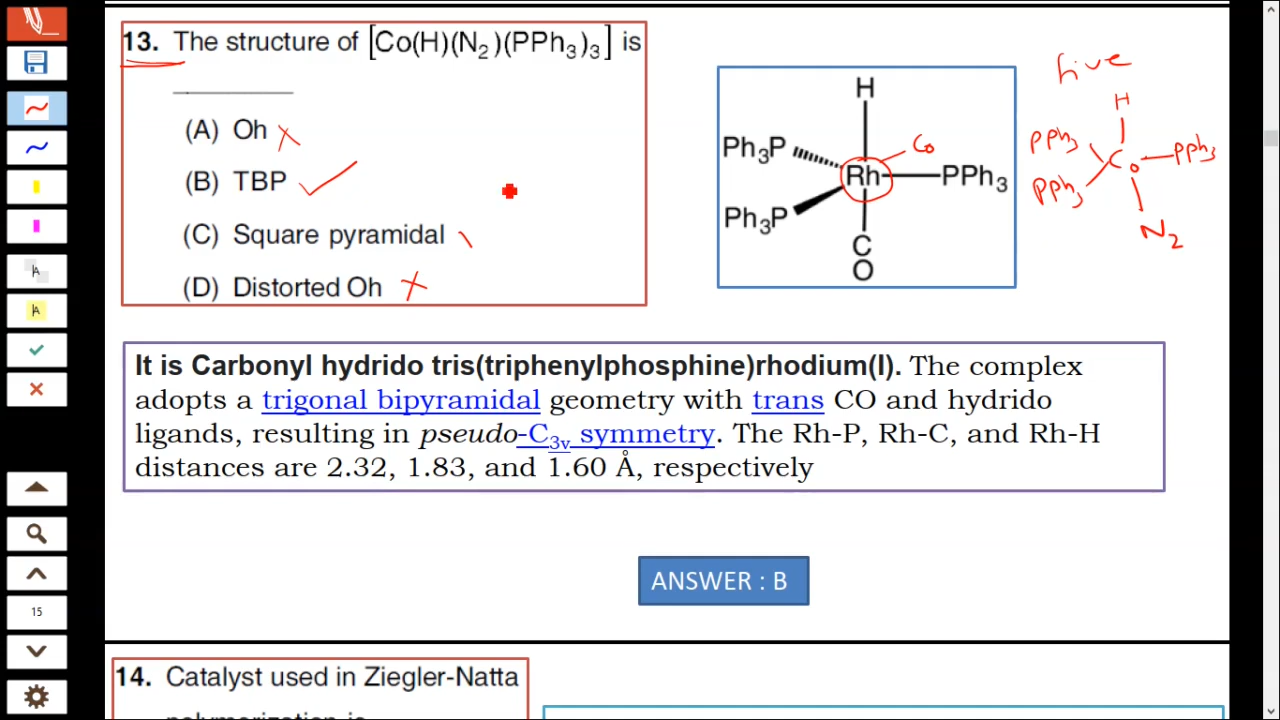 13. The structure of [Co(H)(N₂)(PPh₃)₃] is
__________
(A) Oh
(B) TBP
(C) Square pyramidal
(D) Distorted Oh
H
Ph₃P
Rh
PPh₃
Ph₃P
C
O
Co
five
H
PPh₃
Co
PPh₃
PPh₃
N₂
It is Carbonyl hydrido tris(triphenylphosphine)rhodium(I). The complex
adopts a trigonal bipyramidal geometry with trans CO and hydrido
ligands, resulting in pseudo-C₃ᵥ symmetry. The Rh-P, Rh-C, and Rh-H
distances are 2.32, 1.83, and 1.60 Å, respectively
ANSWER : B
14. Catalyst used in Ziegler-Natta
polymerization is
A
A
15